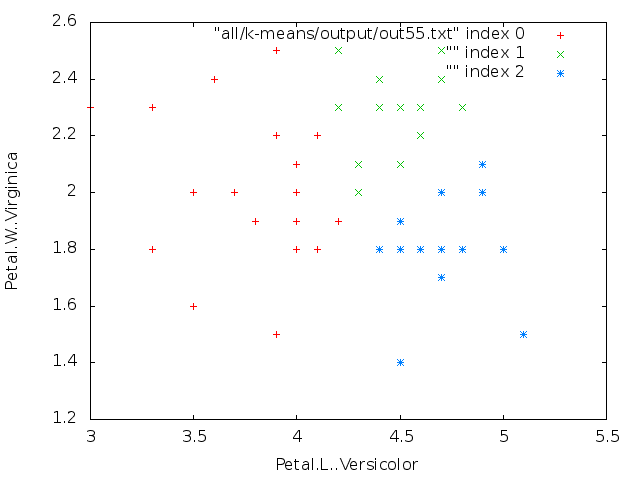 2.6
2.4
2.2
2
1.8
1.6
1.4
1.2
3
3.5
4
4.5
5
5.5
Petal.W..Virginica
Petal.L..Versicolor
"all/k-means/output/out55.txt" index 0
"" index 1
"" index 2